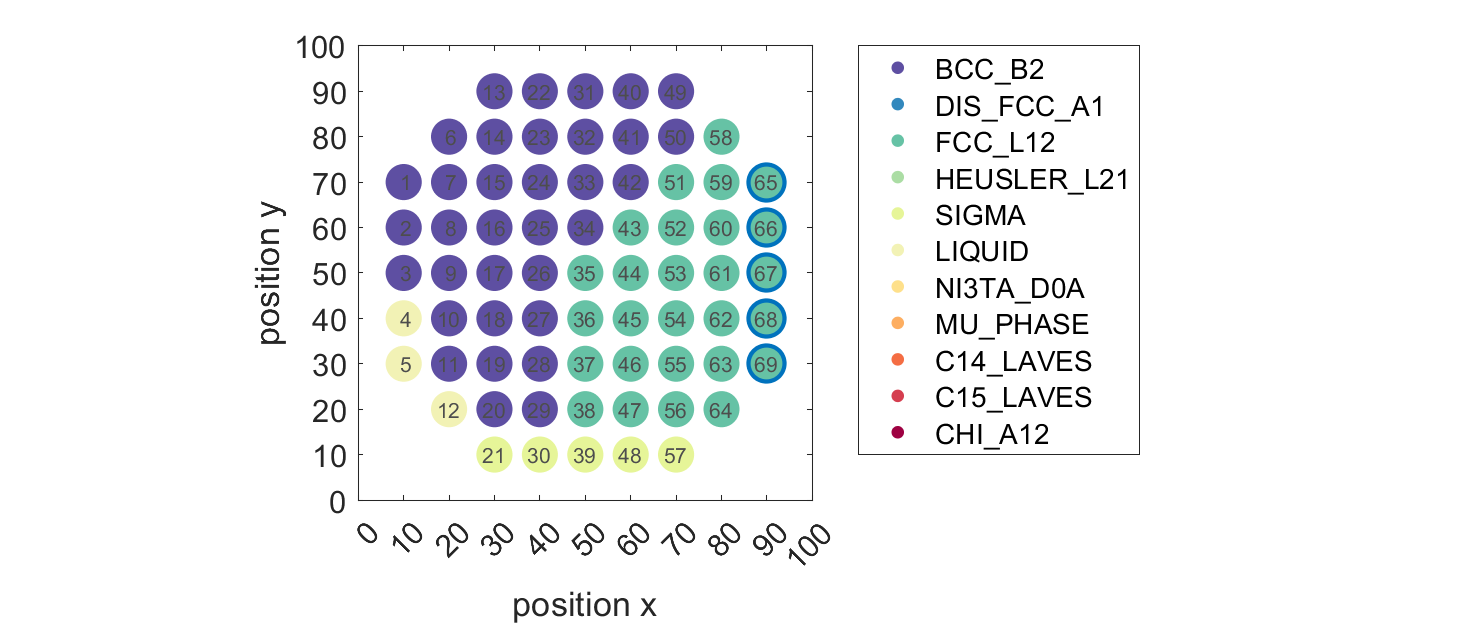 100
90
80
70
60
50
40
30
20
10
0
position y
13 22 31 40 49
6 14 23 32 41 50 58
1 7 15 24 33 42 51 59 65
2 8 16 25 34 43 52 60 66
3 9 17 26 35 44 53 61 67
4 10 18 27 36 45 54 62 68
5 11 19 28 37 46 55 63 69
12 20 29 38 47 56 64
21 30 39 48 57
0 10 20 30 40 50 60 70 80 90 100
position x
BCC_B2
DIS_FCC_A1
FCC_L12
HEUSLER_L21
SIGMA
LIQUID
NI3TA_D0A
MU_PHASE
C14_LAVES
C15_LAVES
CHI_A12